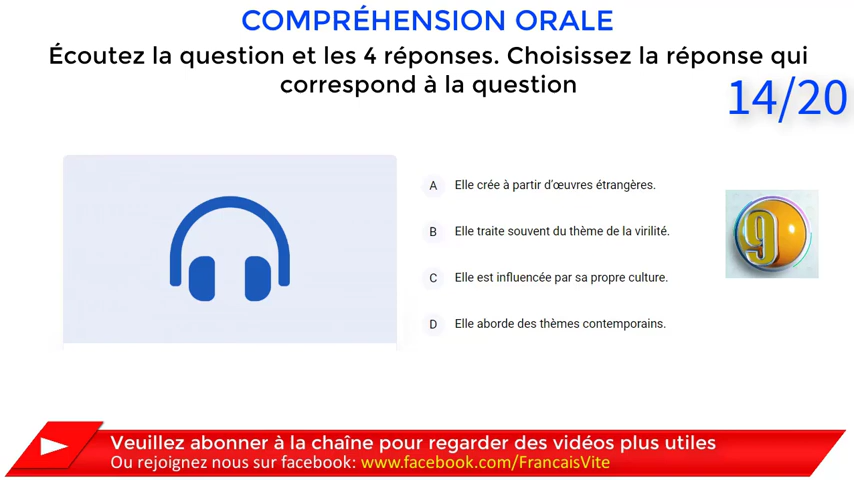 COMPRÉHENSION ORALE
Écoutez la question et les 4 réponses. Choisissez la réponse qui
correspond à la question
14/20
A Elle crée à partir d'œuvres étrangères.
B Elle traite souvent du thème de la virilité.
C Elle est influencée par sa propre culture.
D Elle aborde des thèmes contemporains.
9
Veuillez abonner à la chaîne pour regarder des vidéos plus utiles
Ou rejoignez nous sur facebook: www.facebook.com/FrancaisVite